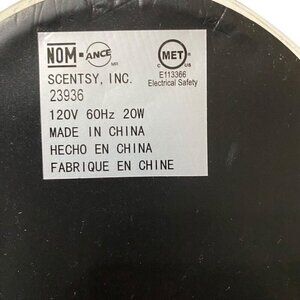 NOM-ANCE MR
MET
C US
E113366
Electrical Safety
SCENTSY, INC.
23936
120V 60Hz 20W
MADE IN CHINA
HECHO EN CHINA
FABRIQUE EN CHINE